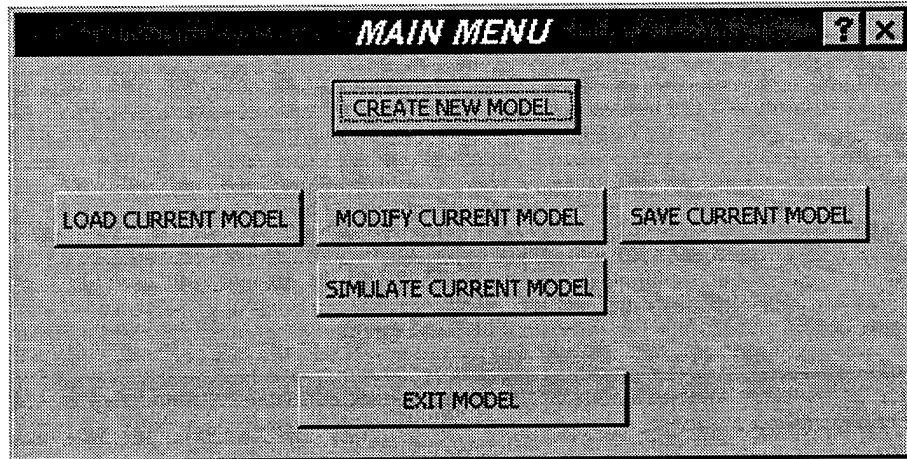 MAIN MENU ? X
CREATE NEW MODEL
LOAD CURRENT MODEL MODIFY CURRENT MODEL SAVE CURRENT MODEL
SIMULATE CURRENT MODEL
EXIT MODEL